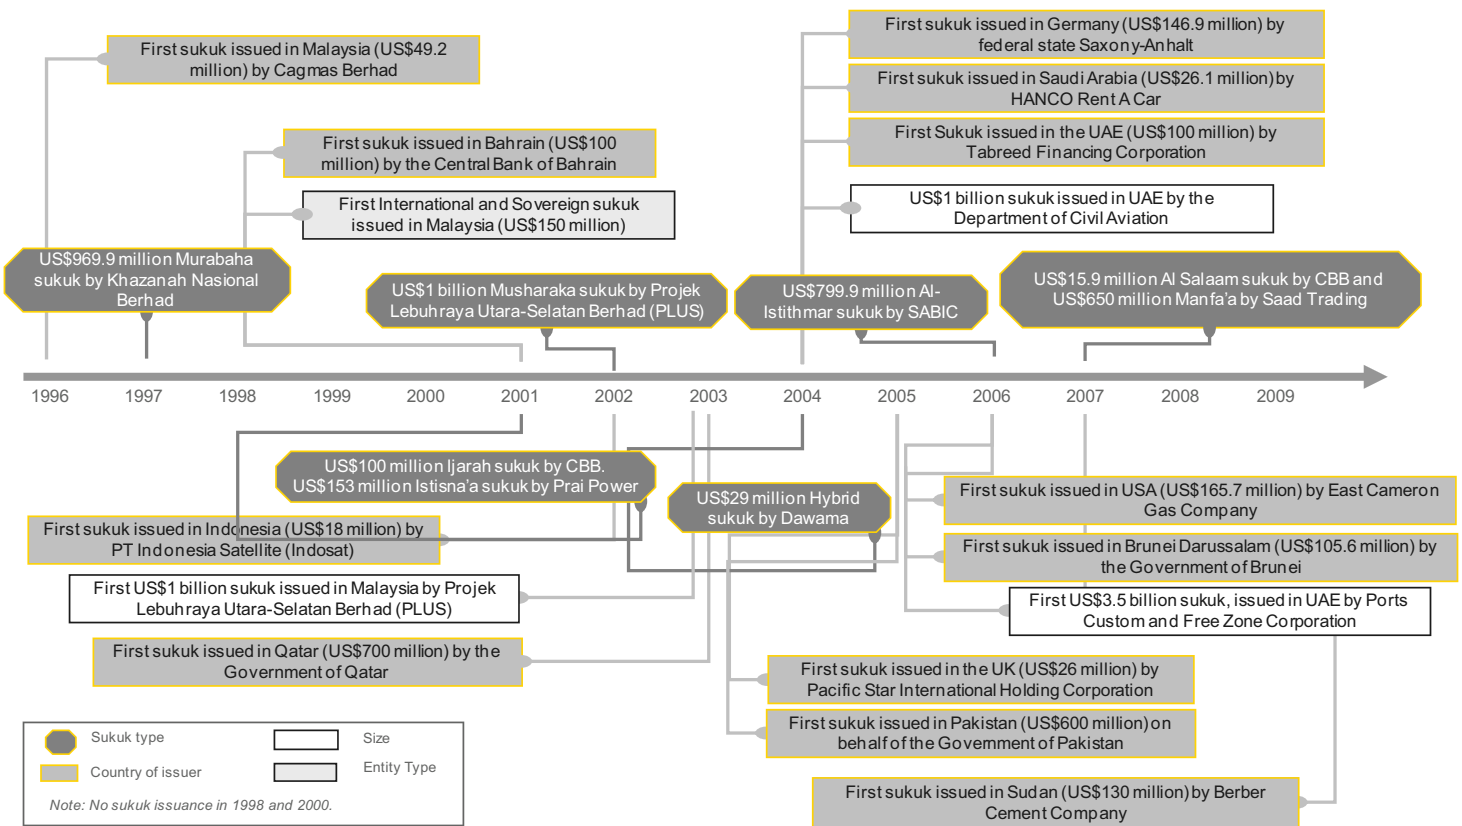 First sukuk issued in Malaysia (US$49.2
million) by Cagmas Berhad
First sukuk issued in Bahrain (US$100
million) by the Central Bank of Bahrain
First International and Sovereign sukuk
issued in Malaysia (US$150 million)
US$969.9 million Murabaha
sukuk by Khazanah Nasional
Berhad
US$1 billion Musharaka sukuk by Projek
Lebuhraya Utara-Selatan Berhad (PLUS)
First sukuk issued in Germany (US$146.9 million) by
federal state Saxony-Anhalt
First sukuk issued in Saudi Arabia (US$26.1 million) by
HANCO Rent A Car
First Sukuk issued in the UAE (US$100 million) by
Tabreed Financing Corporation
US$1 billion sukuk issued in UAE by the
Department of Civil Aviation
US$799.9 million Al-
Istithmar sukuk by SABIC
US$15.9 million Al Salaam sukuk by CBB and
US$650 million Manfa'a by Saad Trading
1996 1997 1998 1999 2000 2001 2002 2003 2004 2005 2006 2007 2008 2009
US$100 million Ijarah sukuk by CBB.
US$153 million Istisna'a sukuk by Prai Power
US$29 million Hybrid
sukuk by Dawama
First sukuk issued in Indonesia (US$18 million) by
PT Indonesia Satellite (Indosat)
First US$1 billion sukuk issued in Malaysia by Projek
Lebuhraya Utara-Selatan Berhad (PLUS)
First sukuk issued in Qatar (US$700 million) by the
Government of Qatar
First sukuk issued in USA (US$165.7 million) by East Cameron
Gas Company
First sukuk issued in Brunei Darussalam (US$105.6 million) by
the Government of Brunei
First US$3.5 billion sukuk, issued in UAE by Ports
Custom and Free Zone Corporation
First sukuk issued in the UK (US$26 million) by
Pacific Star International Holding Corporation
First sukuk issued in Pakistan (US$600 million) on
behalf of the Government of Pakistan
First sukuk issued in Sudan (US$130 million) by Berber
Cement Company
Sukuk type
Size
Country of issuer
Entity Type
Note: No sukuk issuance in 1998 and 2000.